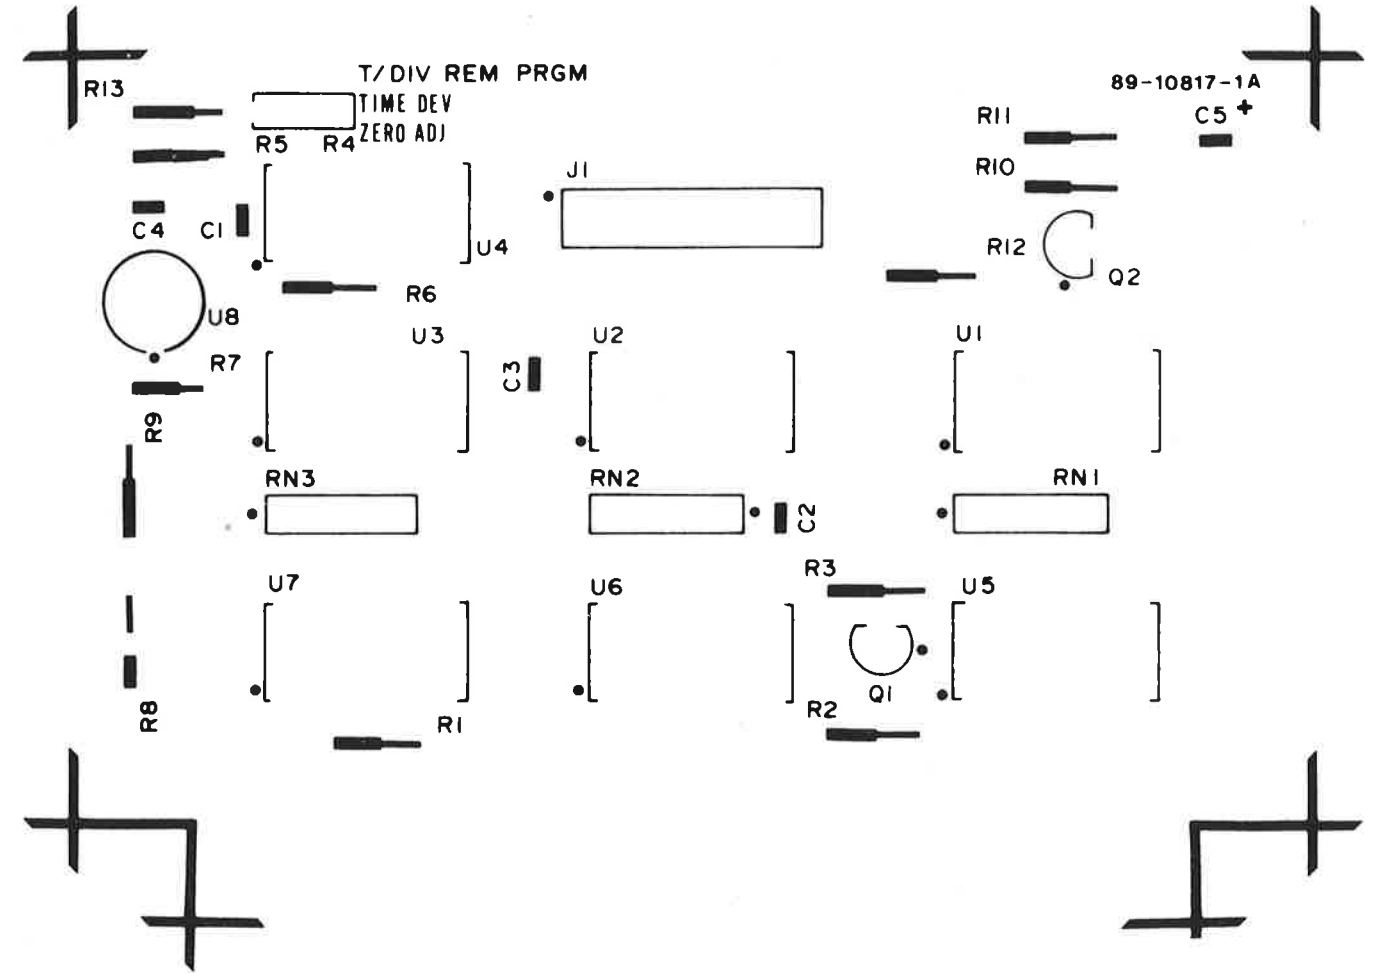 T/DIV REM PRGM
89-10817-1A
R13
TIME DEV
C5 +
R11
ZERO ADJ
R5 R4
R10
J1
C4 C1
U4
R12
Q2
R6
U8
U3
U2
U1
R7
C3
R9
RN3
RN2
RN1
C2
R3
U7
U6
U5
Q1
R8
R2
R1